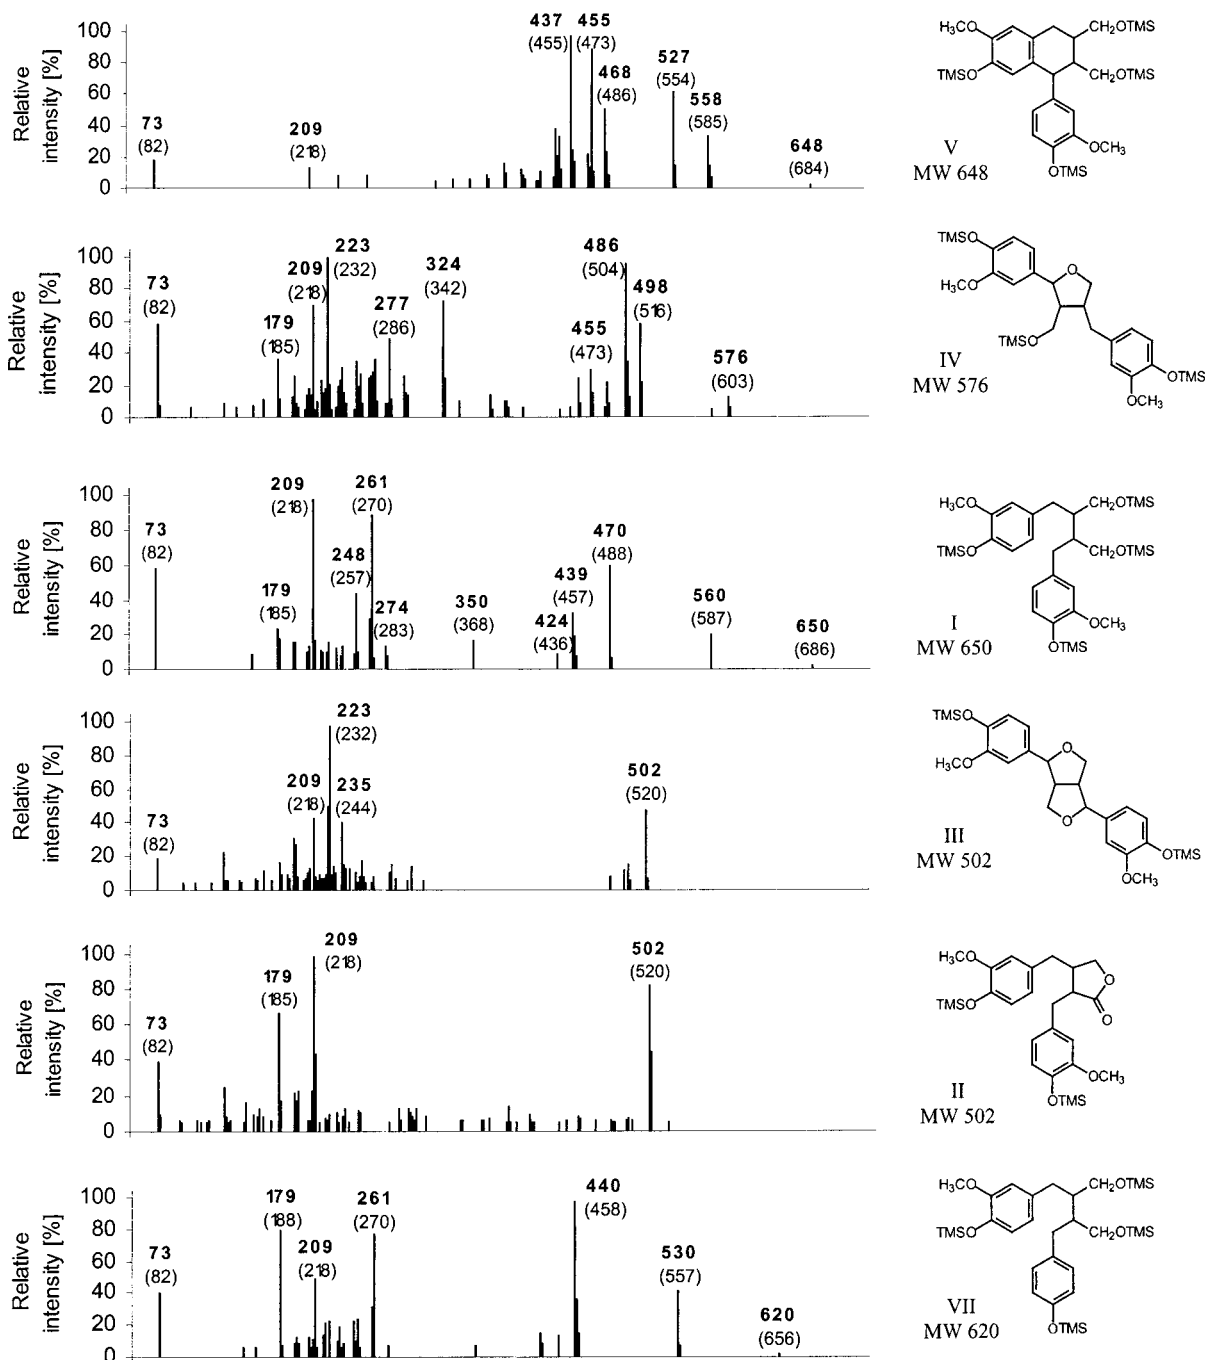 Relative
intensity [%]
100
80
60
40
20
0
73
(82)
209
(218)
437
(455)
455
(473)
468
(486)
527
(554)
558
(585)
648
(684)
H₃CO
CH₂OTMS
TMSO
CH₂OTMS
OCH₃
OTMS
V
MW 648
Relative
intensity [%]
100
80
60
40
20
0
73
(82)
179
(185)
209
(218)
223
(232)
277
(286)
324
(342)
455
(473)
486
(504)
498
(516)
576
(603)
TMSO
H₃CO
O
TMSO
OTMS
OCH₃
IV
MW 576
Relative
intensity [%]
100
80
60
40
20
0
73
(82)
179
(185)
209
(218)
248
(257)
261
(270)
274
(283)
350
(368)
424
(436)
439
(457)
470
(488)
560
(587)
650
(686)
H₃CO
CH₂OTMS
TMSO
CH₂OTMS
OCH₃
OTMS
I
MW 650
Relative
intensity [%]
100
80
60
40
20
0
73
(82)
209
(218)
223
(232)
235
(244)
502
(520)
TMSO
H₃CO
O
O
OTMS
OCH₃
III
MW 502
Relative
intensity [%]
100
80
60
40
20
0
73
(82)
179
(185)
209
(218)
502
(520)
H₃CO
TMSO
O
O
OCH₃
OTMS
II
MW 502
Relative
intensity [%]
100
80
60
40
20
0
73
(82)
179
(188)
209
(218)
261
(270)
440
(458)
530
(557)
620
(656)
H₃CO
CH₂OTMS
TMSO
CH₂OTMS
OTMS
VII
MW 620